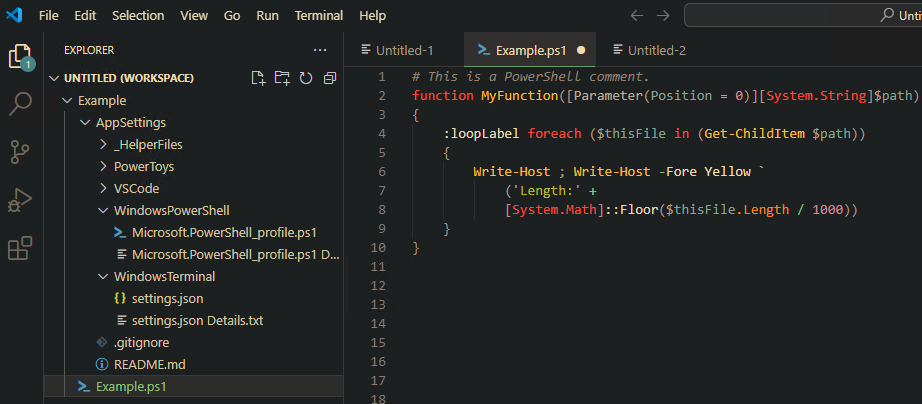 File Edit Selection View Go Run Terminal Help
Unti
EXPLORER
1
UNTITLED (WORKSPACE)
Example
AppSettings
_HelperFiles
PowerToys
VSCode
WindowsPowerShell
Microsoft.PowerShell_profile.ps1
Microsoft.PowerShell_profile.ps1 D...
WindowsTerminal
{} settings.json
settings.json Details.txt
.gitignore
README.md
Example.ps1
Untitled-1 Example.ps1 Untitled-2
1 # This is a PowerShell comment.
2 function MyFunction([Parameter(Position = 0)][System.String]$path)
3 {
4 :loopLabel foreach ($thisFile in (Get-ChildItem $path))
5 {
6 Write-Host ; Write-Host -Fore Yellow `
7 ('Length:' +
8 [System.Math]::Floor($thisFile.Length / 1000))
9 }
10 }
11
12
13
14
15
16
17
18